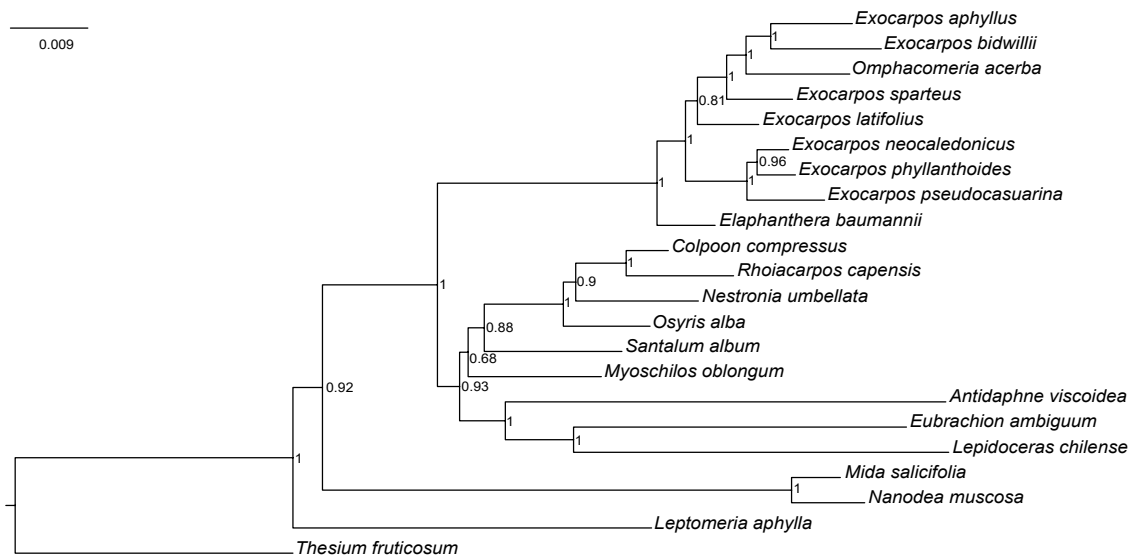 Exocarpos aphyllus
1
0.009
Exocarpos bidwillii
1
Omphacomeria acerba
1
Exocarpos sparteus
0.81
Exocarpos latifolius
1
Exocarpos neocaledonicus
0.96
Exocarpos phyllanthoides
1
1
Exocarpos pseudocasuarina
Elaphanthera baumannii
Colpoon compressus
1
Rhoiacarpos capensis
0.9
1
Nestronia umbellata
1
Osyris alba
0.88
Santalum album
0.68
Myoschilos oblongum
0.92
0.93
Antidaphne viscoidea
1
Eubrachion ambiguum
1
Lepidoceras chilense
1
Mida salicifolia
1
Nanodea muscosa
Leptomeria aphylla
Thesium fruticosum